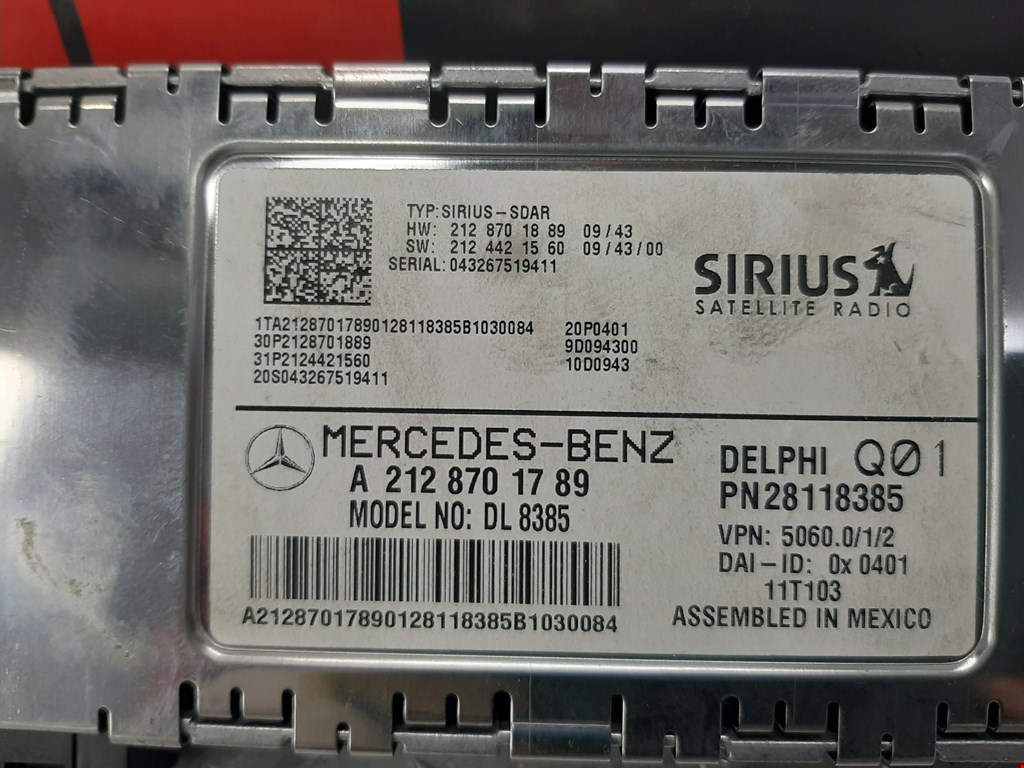 TYP: SIRIUS-SDAR
HW: 212 870 18 89 09/43
SW: 212 442 15 60 09/43/00
SERIAL: 043267519411
SIRIUS
SATELLITE RADIO
1TA21287017890128118385B1030084 20P0401
30P2128701889 9D094300
31P2124421560 10D0943
20S043267519411
MERCEDES-BENZ
A 212 870 17 89
MODEL NO: DL 8385
A21287017890128118385B1030084
DELPHI Q01
PN28118385
VPN: 5060.0/1/2
DAI-ID: 0x 0401
11T103
ASSEMBLED IN MEXICO